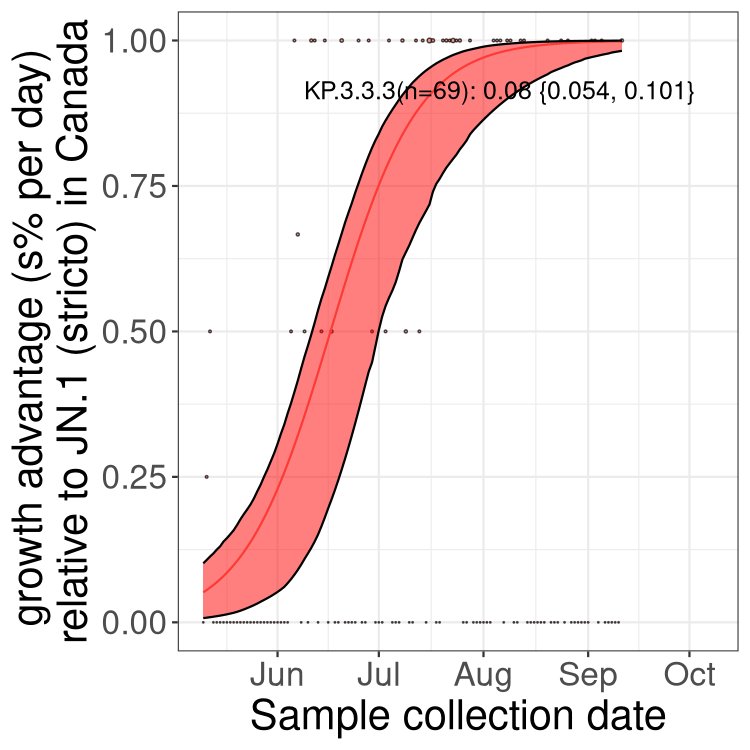 growth advantage (s% per day)
relative to JN.1 (stricto) in Canada
1.00
0.75
0.50
0.25
0.00
KP.3.3.3(n=69): 0.08 {0.054, 0.101}
Jun Jul Aug Sep Oct
Sample collection date